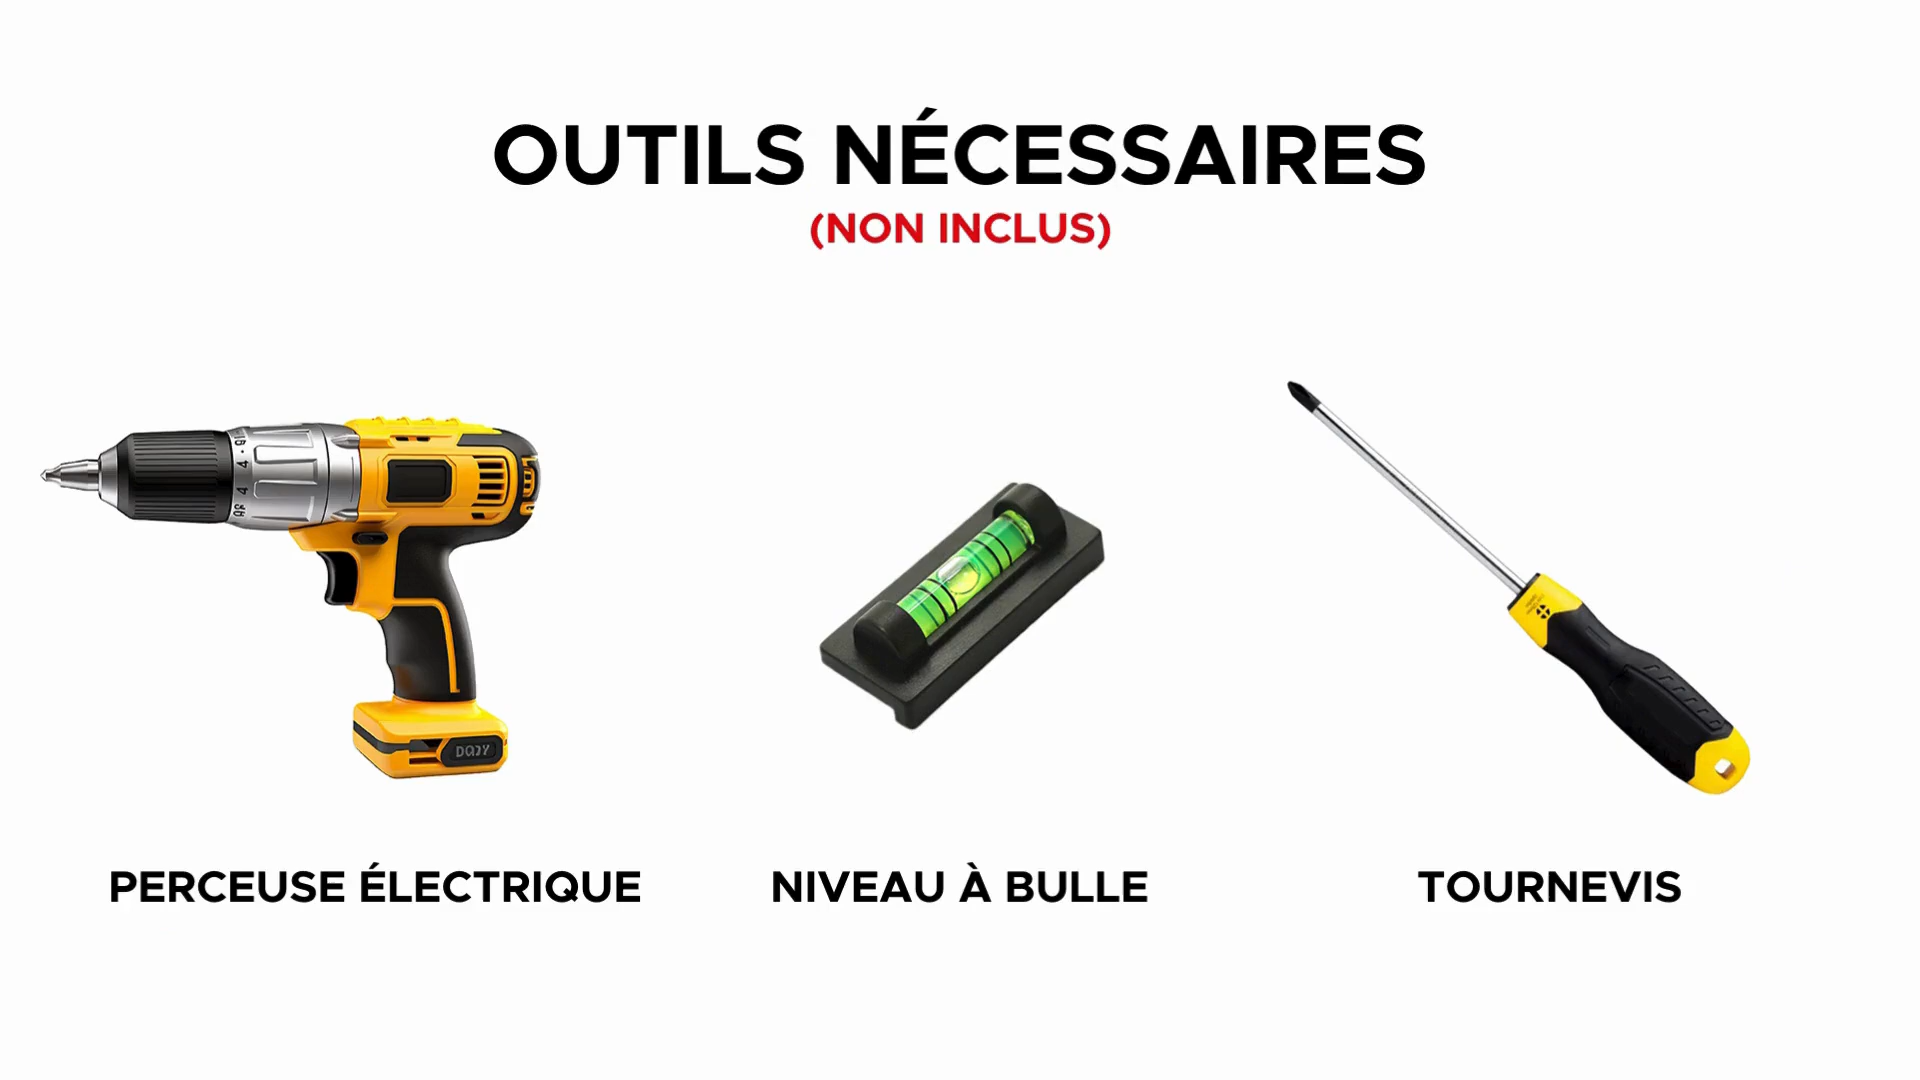 OUTILS NÉCESSAIRES
(NON INCLUS)
PERCEUSE ÉLECTRIQUE
NIVEAU À BULLE
TOURNEVIS